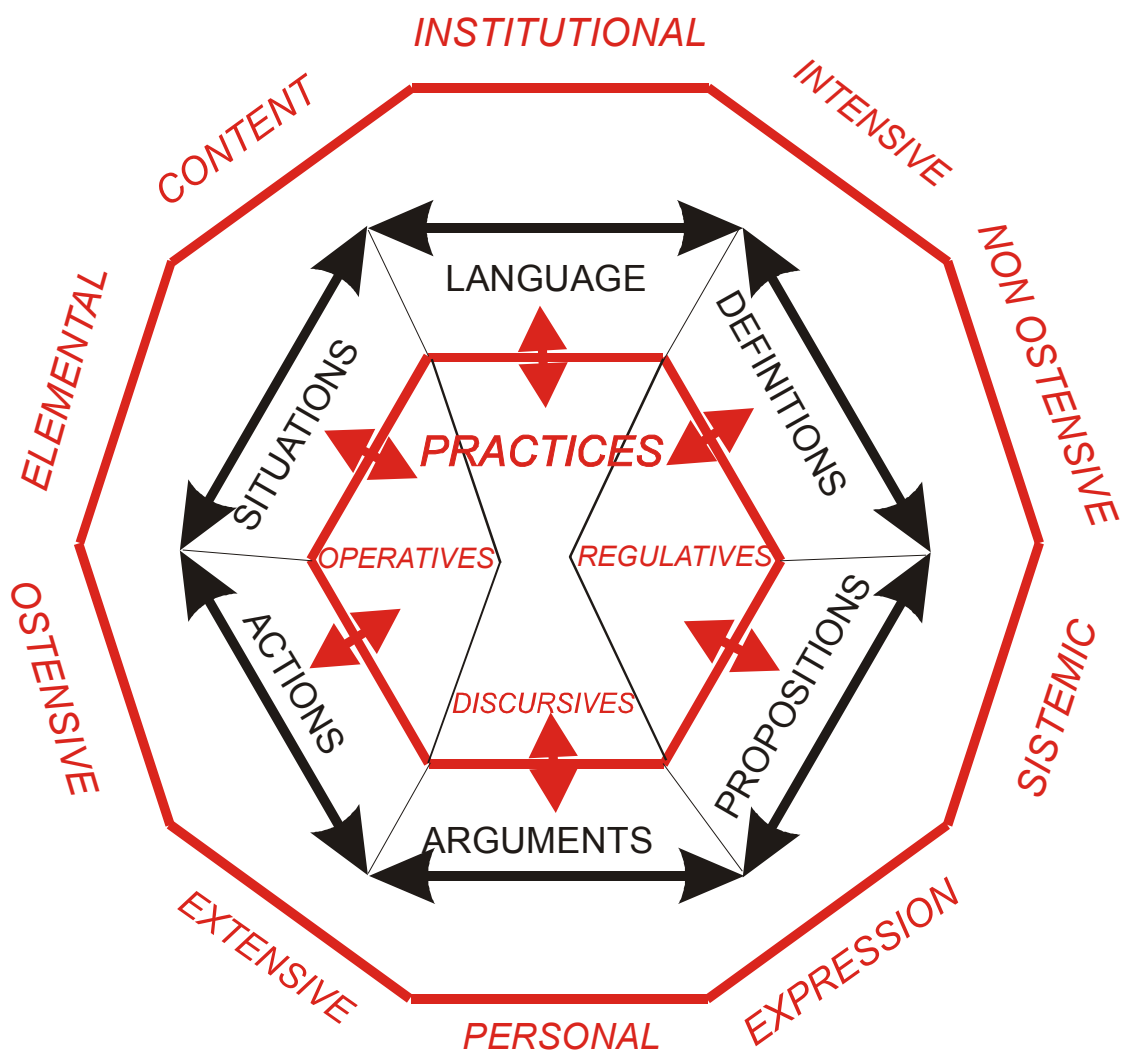 INSTITUTIONAL
CONTENT
INTENSIVE
ELEMENTAL
NON OSTENSIVE
LANGUAGE
SITUATIONS
DEFINITIONS
PRACTICES
OPERATIVES
REGULATIVES
OSTENSIVE
ACTIONS
DISCURSIVES
PROPOSITIONS
SISTEMIC
ARGUMENTS
EXTENSIVE
EXPRESSION
PERSONAL